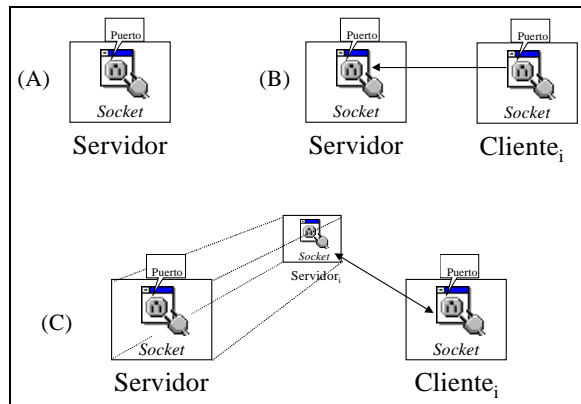 Puerto
(A)
Socket
Servidor
(B)
Puerto
Socket
Servidor
Puerto
Socket
Clienteᵢ
(C)
Puerto
Socket
Servidor
Socket
Servidorᵢ
Puerto
Socket
Clienteᵢ